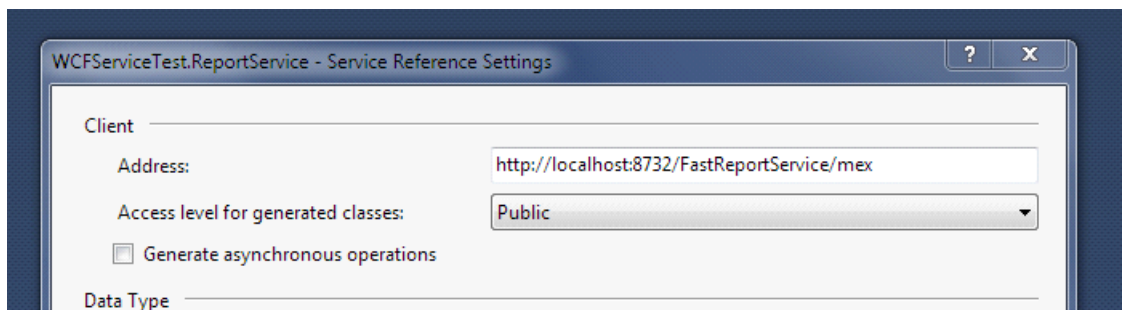 WCFServiceTest.ReportService - Service Reference Settings
?
X
Client
Address:
http://localhost:8732/FastReportService/mex
Access level for generated classes:
Public
Generate asynchronous operations
Data Type